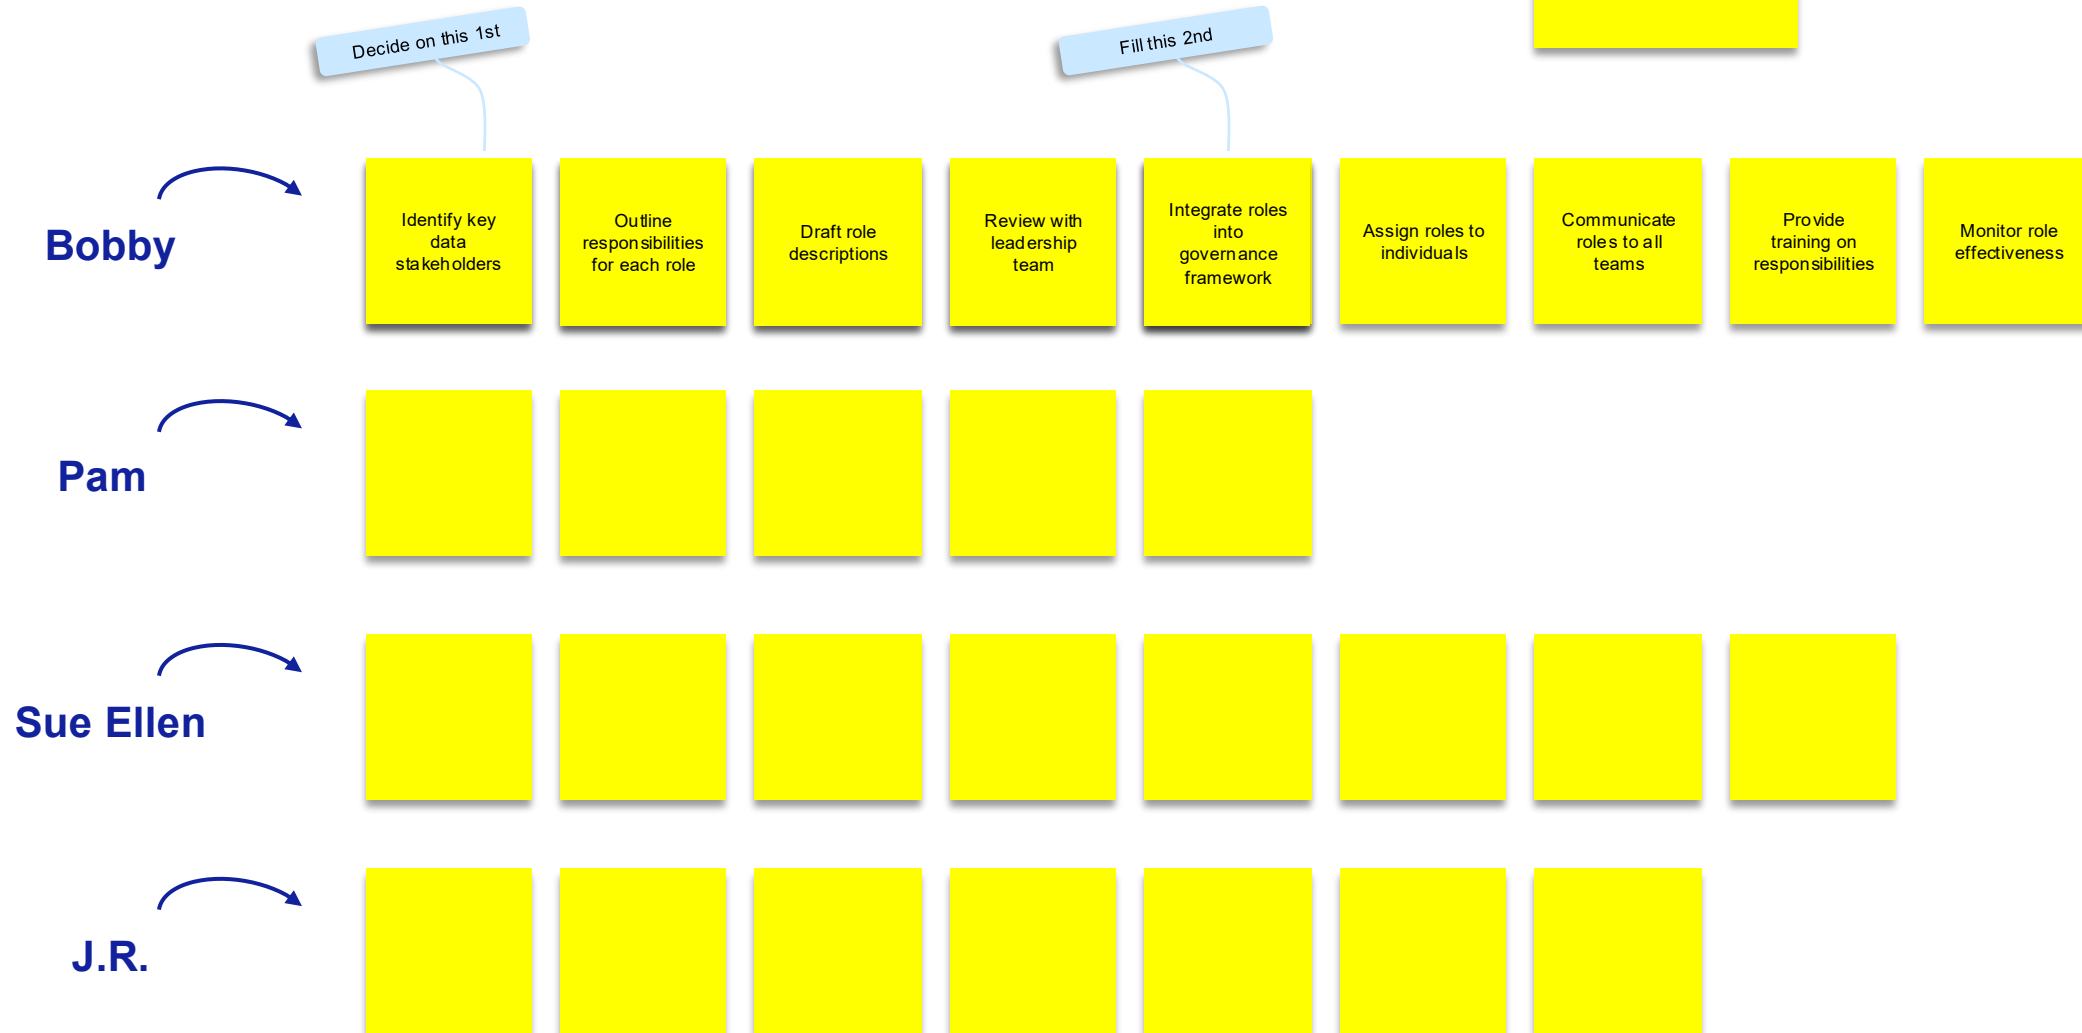 Decide on this 1st
Fill this 2nd
Bobby
Identify key
data
stakeholders
Outline
responsibilities
for each role
Draft role
descriptions
Review with
leadership
team
Integrate roles
into
governance
framework
Assign roles to
individuals
Communicate
roles to all
teams
Provide
training on
responsibilities
Monitor role
effectiveness
Pam
Sue Ellen
J.R.